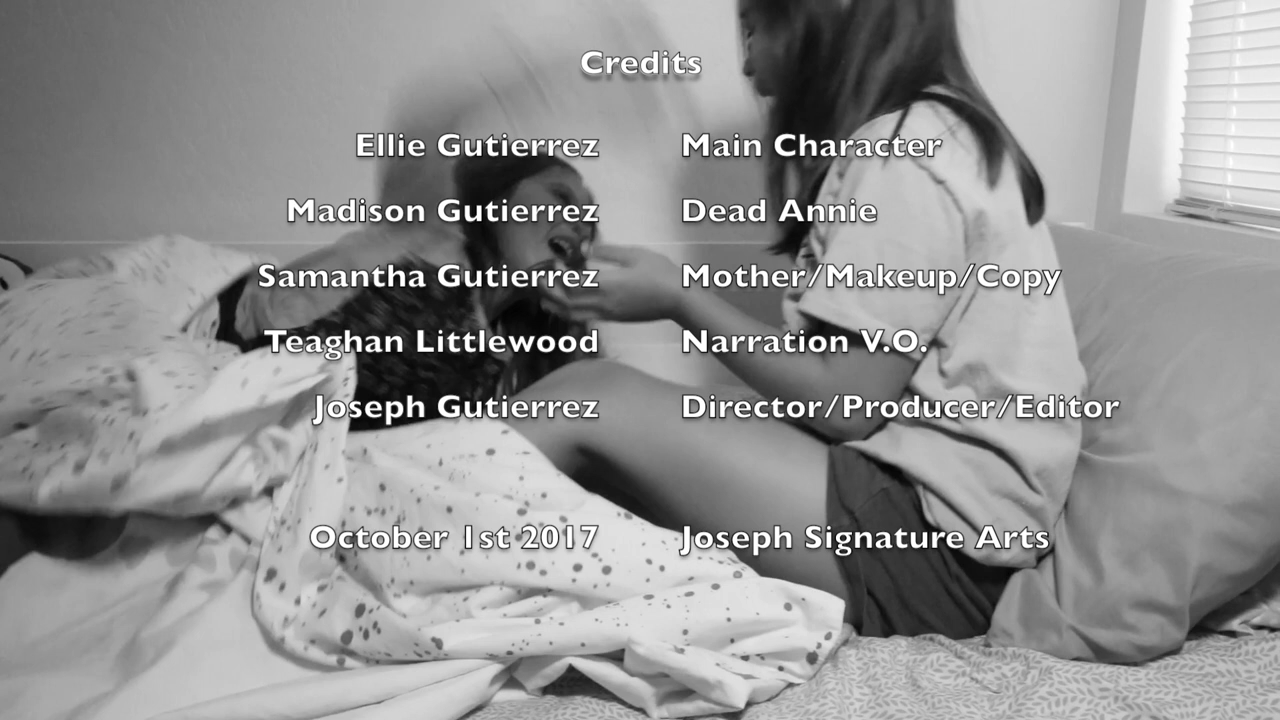 Credits
Ellie Gutierrez Main Character
Madison Gutierrez Dead Annie
Samantha Gutierrez Mother/Makeup/Copy
Teaghan Littlewood Narration V.O.
Joseph Gutierrez Director/Producer/Editor
October 1st 2017 Joseph Signature Arts